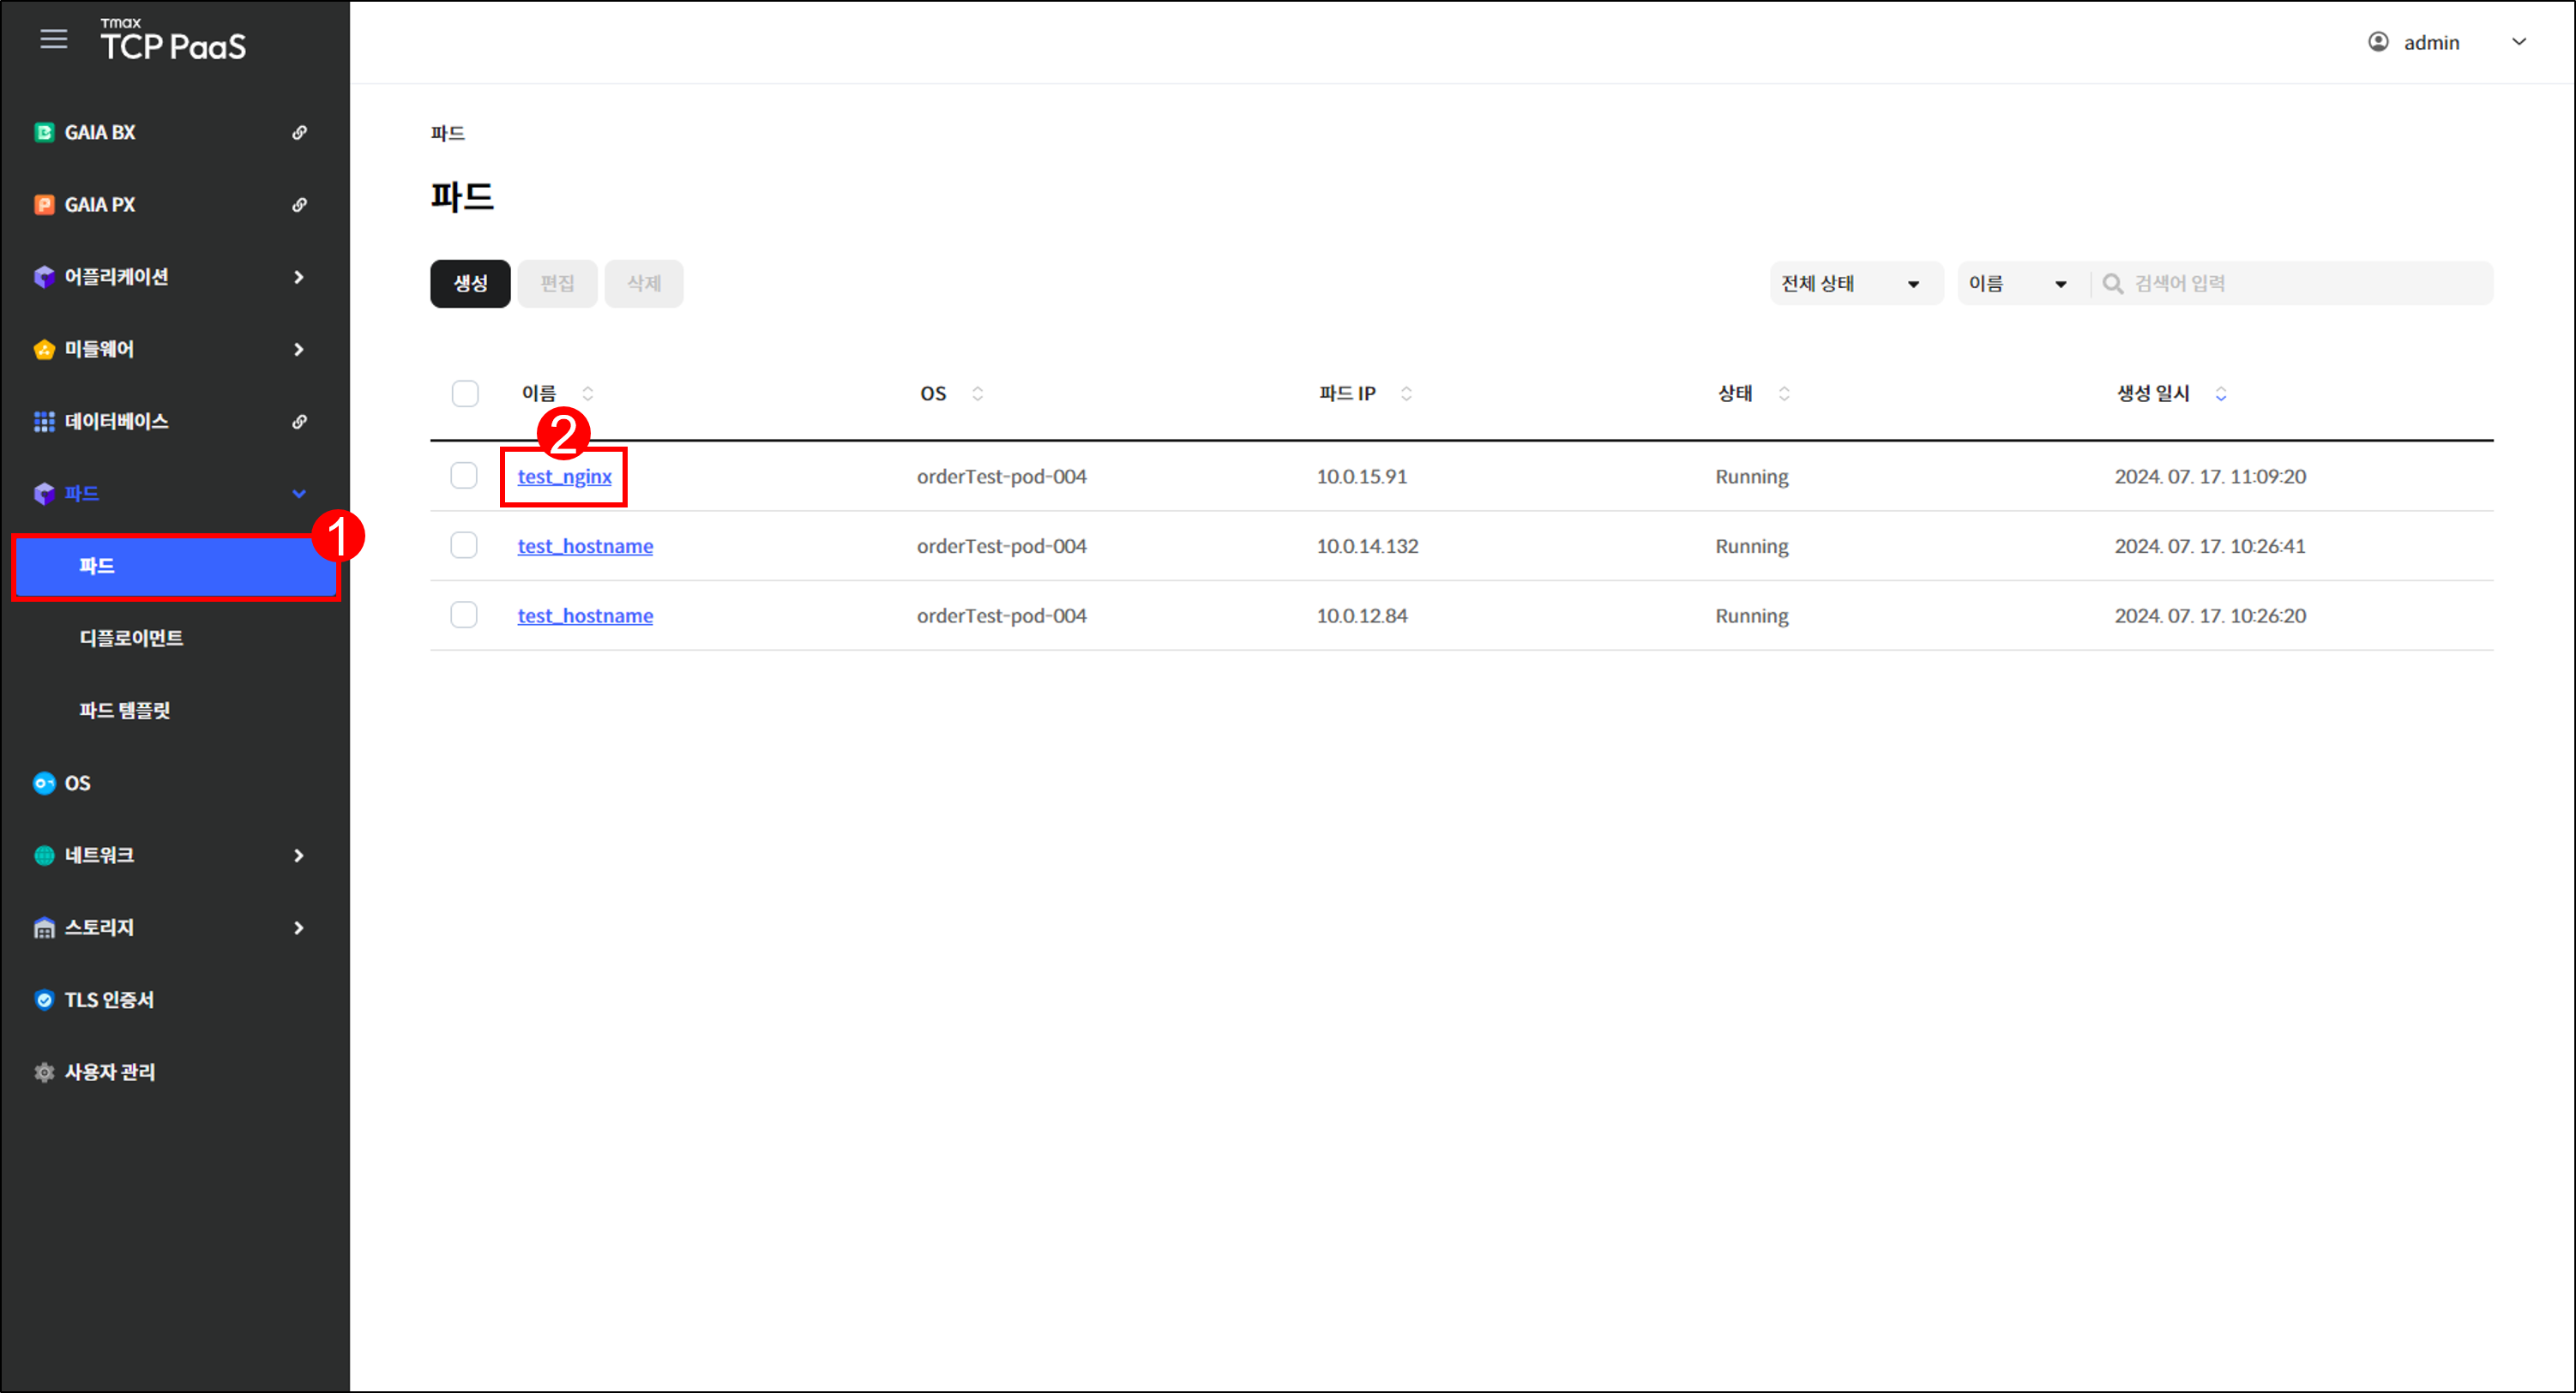 Tmax
TCP PaaS
admin
GAIA BX
GAIA PX
어플리케이션
미들웨어
데이터베이스
파드
1
파드
디플로이먼트
파드 템플릿
OS
네트워크
스토리지
TLS 인증서
사용자 관리
파드
파드
생성 편집 삭제 전체 상태 이름 검색어 입력
이름 OS 파드 IP 상태 생성 일시
2
test_nginx orderTest-pod-004 10.0.15.91 Running 2024. 07. 17. 11:09:20
test_hostname orderTest-pod-004 10.0.14.132 Running 2024. 07. 17. 10:26:41
test_hostname orderTest-pod-004 10.0.12.84 Running 2024. 07. 17. 10:26:20